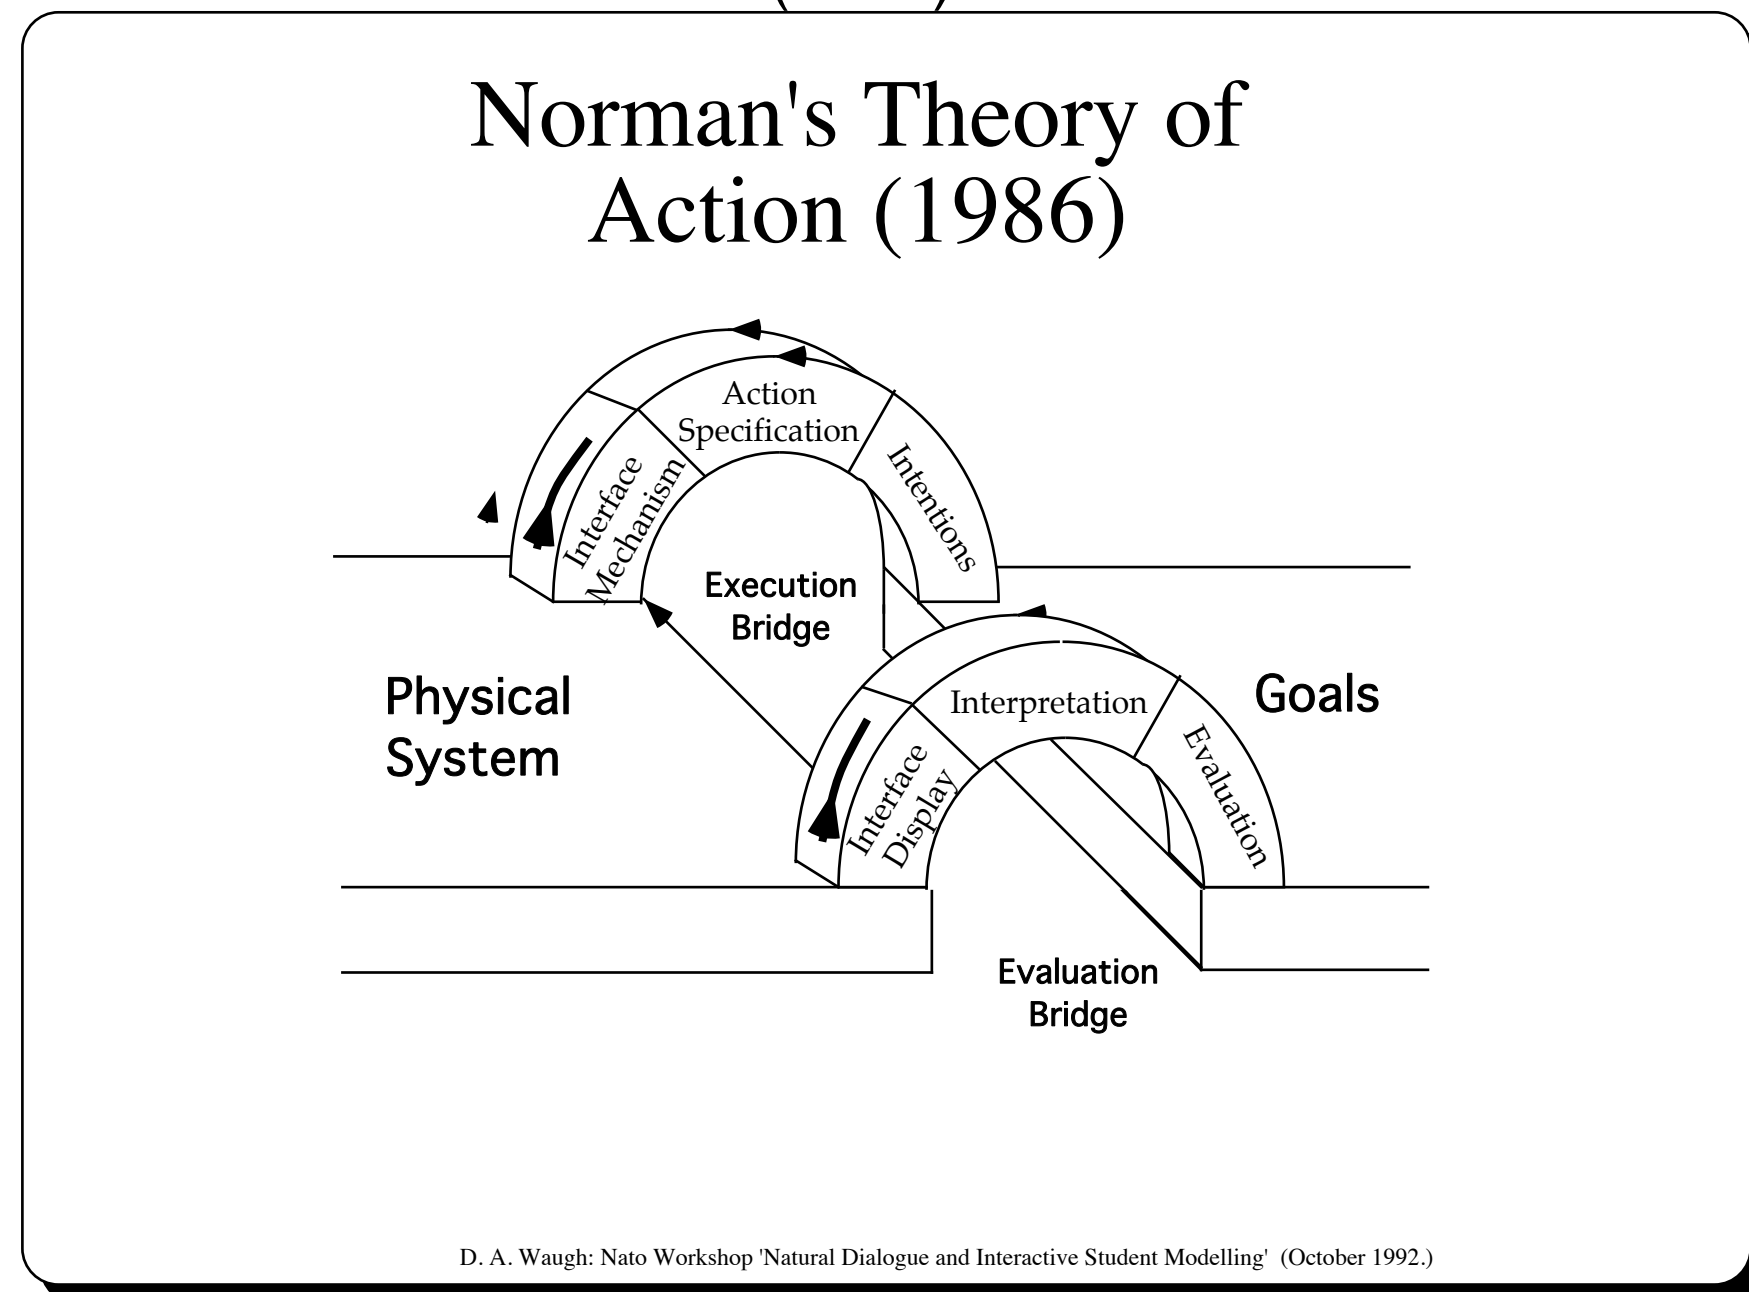 Norman's Theory of
Action (1986)
Action
Specification
Interface
Mechanism
Intentions
Execution
Bridge
Physical
System
Goals
Interpretation
Interface
Display
Evaluation
Evaluation
Bridge
D. A. Waugh: Nato Workshop 'Natural Dialogue and Interactive Student Modelling'  (October 1992.)